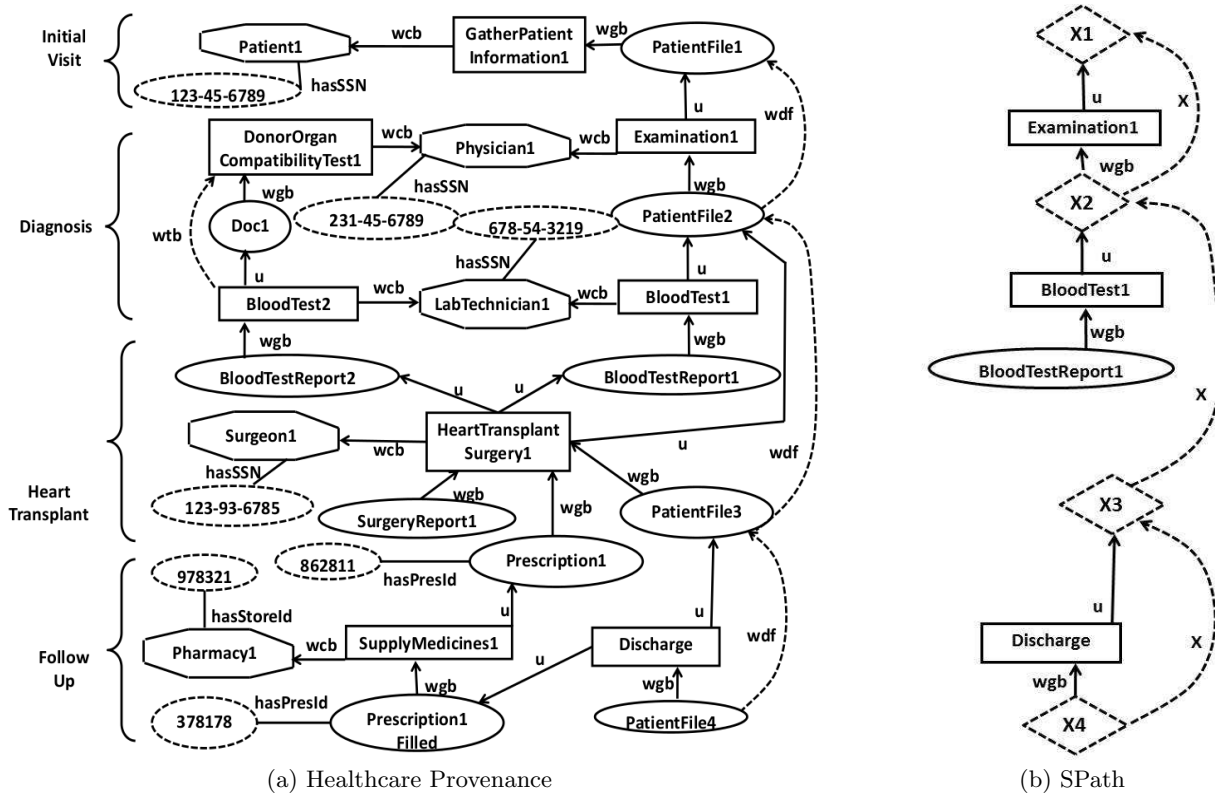 Initial
Visit
Patient1
wcb
GatherPatient
Information1
wgb
PatientFile1
hasSSN
123-45-6789
u
wdf
Diagnosis
DonorOrgan
CompatibilityTest1
wcb
Physician1
wcb
Examination1
wgb
hasSSN
wgb
wtb
Doc1
231-45-6789
678-54-3219
PatientFile2
u
hasSSN
u
BloodTest2
wcb
LabTechnician1
wcb
BloodTest1
wgb
wgb
BloodTestReport2
u
u
BloodTestReport1
Heart
Transplant
Surgeon1
wcb
HeartTransplant
Surgery1
u
wdf
hasSSN
wgb
wgb
wgb
123-93-6785
SurgeryReport1
PatientFile3
Follow
Up
978321
862811
hasPresId
Prescription1
hasStoreId
u
u
wdf
Pharmacy1
wcb
SupplyMedicines1
Discharge
u
hasPresId
wgb
wgb
378178
Prescription1
Filled
PatientFile4
(a) Healthcare Provenance
X1
u
X
Examination1
wgb
X2
u
BloodTest1
wgb
BloodTestReport1
X
X3
u
Discharge
X
wgb
X4
(b) SPath